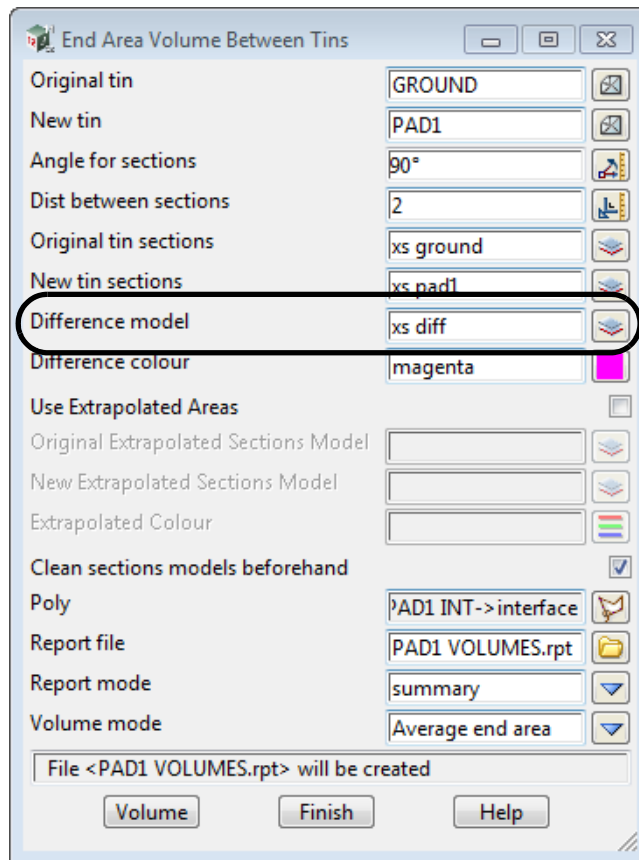 End Area Volume Between Tins
Original tin GROUND
New tin PAD1
Angle for sections 90°
Dist between sections 2
Original tin sections xs ground
New tin sections xs pad1
Difference model xs diff
Difference colour magenta
Use Extrapolated Areas
Original Extrapolated Sections Model
New Extrapolated Sections Model
Extrapolated Colour
Clean sections models beforehand
Poly PAD1 INT->interface
Report file PAD1 VOLUMES.rpt
Report mode summary
Volume mode Average end area
File <PAD1 VOLUMES.rpt> will be created
Volume Finish Help